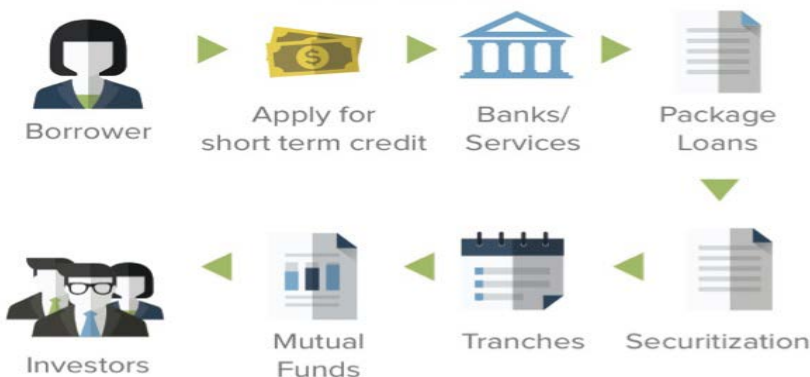 $
Borrower
Apply for
short term credit
Banks/
Services
Package
Loans
Securitization
Tranches
Mutual
Funds
Investors